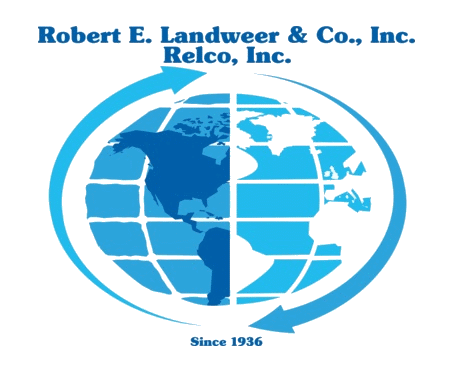 Robert E. Landweer & Co., Inc.
Relco, Inc.
Since 1936